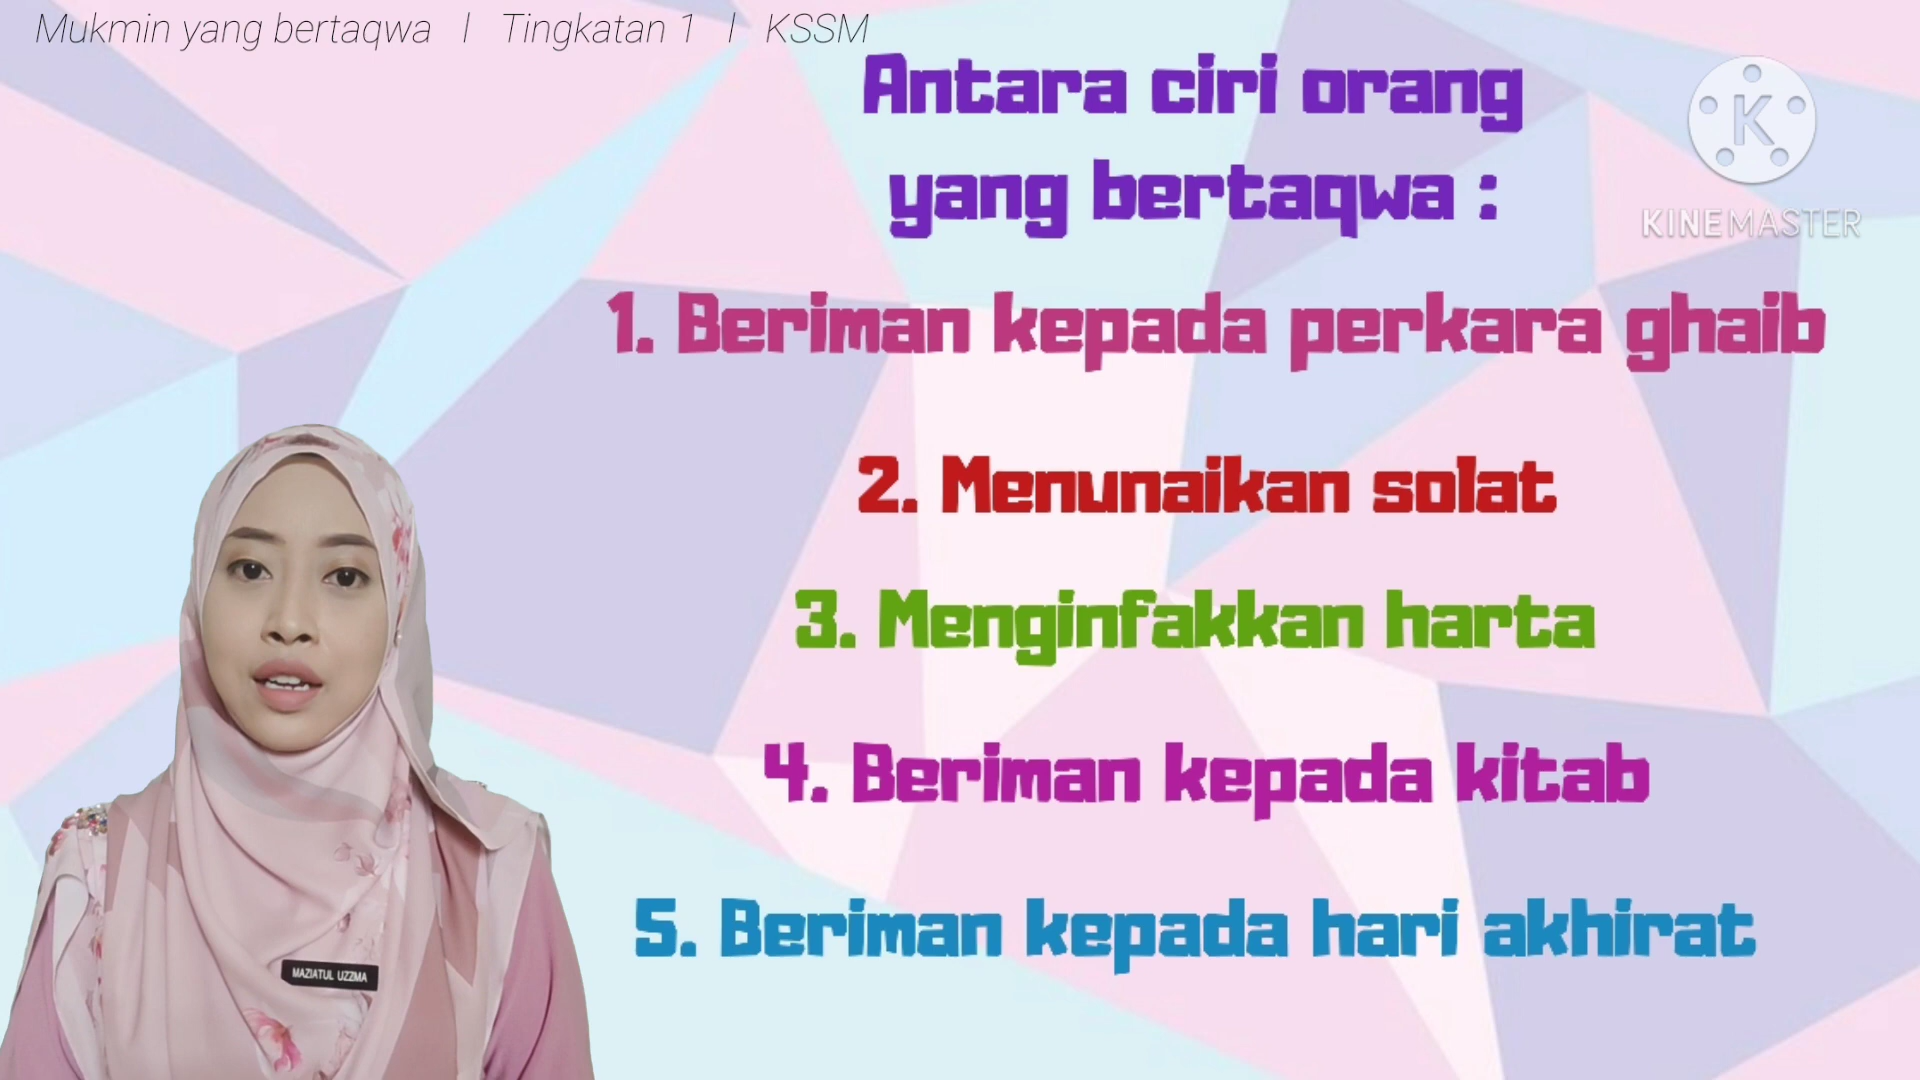 Mukmin yang bertaqwa | Tingkatan 1 | KSSM
Antara ciri orang
yang bertaqwa :
K
KINEMASTER
1. Beriman kepada perkara ghaib
2. Menunaikan solat
3. Menginfakkan harta
4. Beriman kepada kitab
5. Beriman kepada hari akhirat
MAZIATUL UZZMA